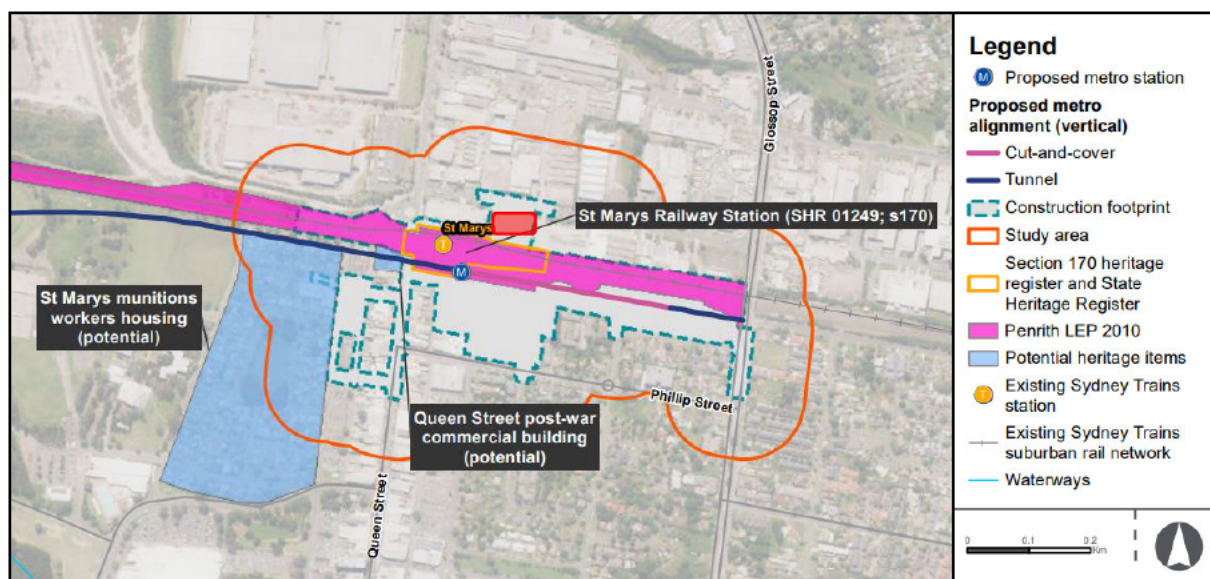 Glossop Street
St Marys
St Marys Railway Station (SHR 01249; s170)
T
M
St Marys munitions
workers housing
(potential)
Queen Street post-war
commercial building
(potential)
Phillip Street
Queen Street
Legend
M
Proposed metro station
Proposed metro
alignment (vertical)
Cut-and-cover
Tunnel
Construction footprint
Study area
Section 170 heritage
register and State
Heritage Register
Penrith LEP 2010
Potential heritage items
T
Existing Sydney Trains
station
Existing Sydney Trains
suburban rail network
Waterways
0 0.1 0.2
Km